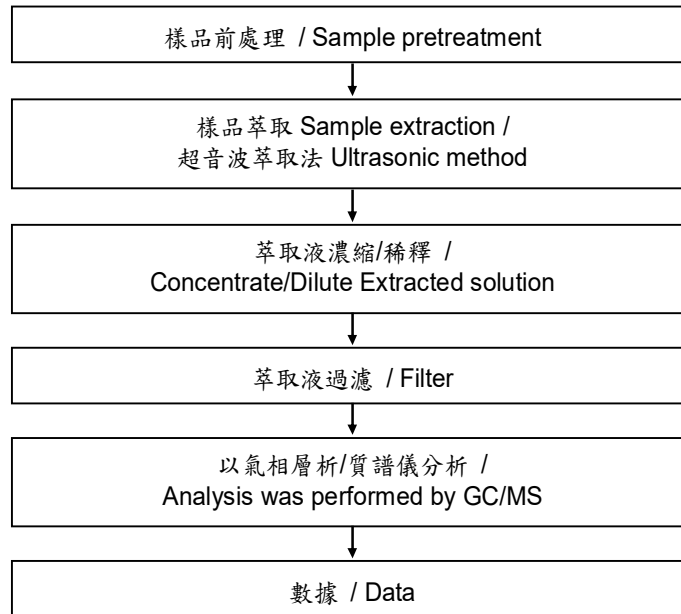 樣品前處理 / Sample pretreatment
樣品萃取 Sample extraction /
超音波萃取法 Ultrasonic method
萃取液濃縮/稀釋 /
Concentrate/Dilute Extracted solution
萃取液過濾 / Filter
以氣相層析/質譜儀分析 /
Analysis was performed by GC/MS
數據 / Data